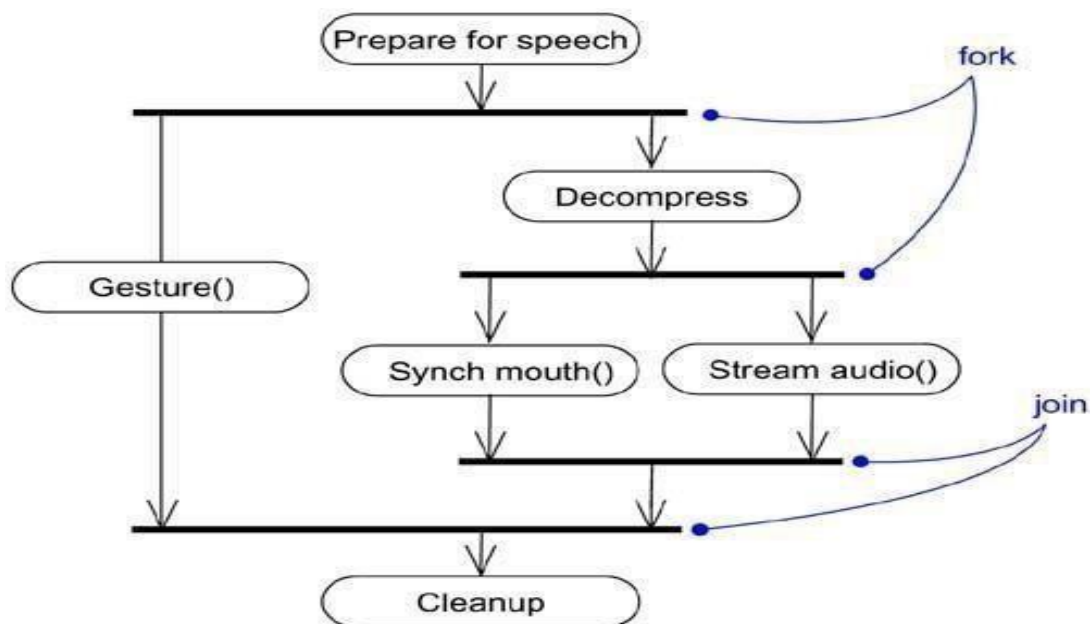 Prepare for speech
fork
Decompress
Gesture()
Synch mouth()
Stream audio()
join
Cleanup